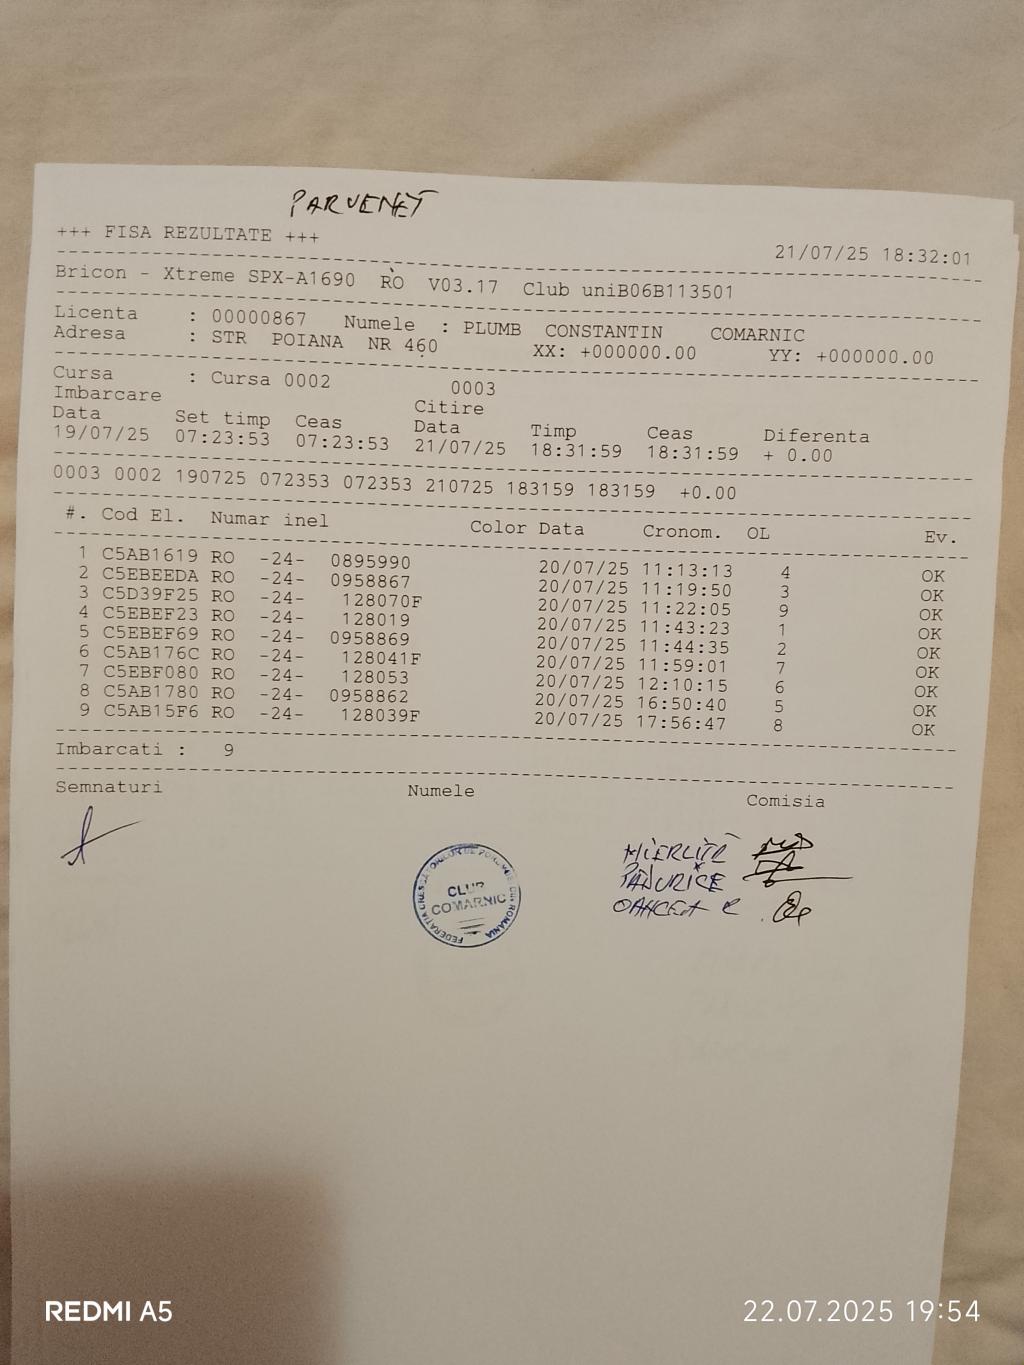 PARVENET
+++ FISA REZULTATE +++ 21/07/25 18:32:01
Bricon - Xtreme SPX-A1690 RO V03.17 Club uniB06B113501
Licenta : 00000867 Numele : PLUMB CONSTANTIN COMARNIC
Adresa : STR POIANA NR 460 XX: +000000.00 YY: +000000.00
Cursa : Cursa 0002 0003
Imbarcare Citire
Data Set timp Ceas Data Timp Ceas Diferenta
19/07/25 07:23:53 07:23:53 21/07/25 18:31:59 18:31:59 + 0.00
0003 0002 190725 072353 072353 210725 183159 183159 +0.00
#. Cod El. Numar inel Color Data Cronom. OL Ev.
1 C5AB1619 RO -24- 0895990 20/07/25 11:13:13 4 OK
2 C5EBEEDA RO -24- 0958867 20/07/25 11:19:50 3 OK
3 C5D39F25 RO -24- 128070F 20/07/25 11:22:05 9 OK
4 C5EBEF23 RO -24- 128019 20/07/25 11:43:23 1 OK
5 C5EBEF69 RO -24- 0958869 20/07/25 11:44:35 2 OK
6 C5AB176C RO -24- 128041F 20/07/25 11:59:01 7 OK
7 C5EBF080 RO -24- 128053 20/07/25 12:10:15 6 OK
8 C5AB1780 RO -24- 0958862 20/07/25 16:50:40 5 OK
9 C5AB15F6 RO -24- 128039F 20/07/25 17:56:47 8 OK
Imbarcati : 9
Semnaturi Numele Comisia
CLUB
COMARNIC
FEDERATIA CRESCATORILOR DE PORUMBEI DIN ROMANIA
MIERLITĂ
PĂNURICE
OANCEA C
REDMI A5
22.07.2025 19:54